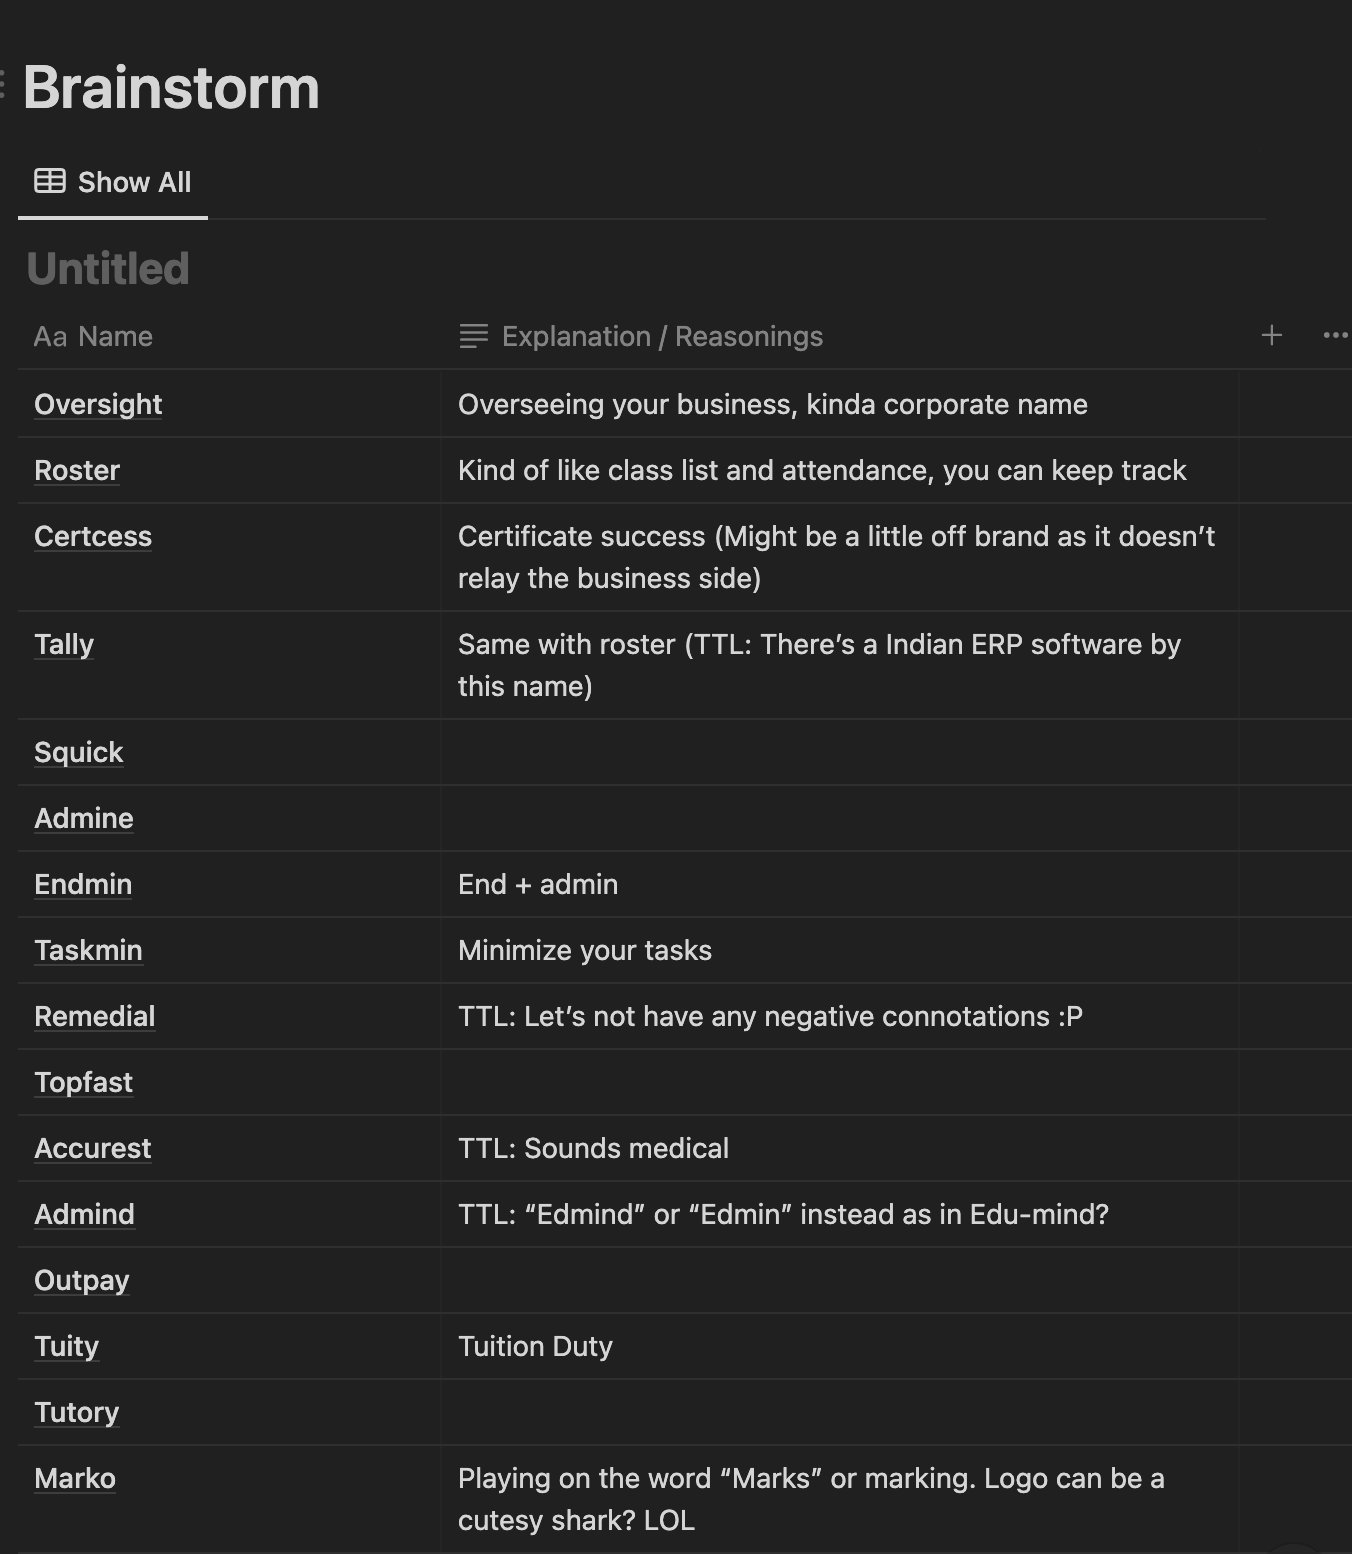 Brainstorm
Show All
Untitled
Aa Name Explanation / Reasonings
Oversight Overseeing your business, kinda corporate name
Roster Kind of like class list and attendance, you can keep track
Certcess Certificate success (Might be a little off brand as it doesn’t
relay the business side)
Tally Same with roster (TTL: There’s a Indian ERP software by
this name)
Squick
Admine
Endmin End + admin
Taskmin Minimize your tasks
Remedial TTL: Let’s not have any negative connotations :P
Topfast
Accurest TTL: Sounds medical
Admind TTL: “Edmind” or “Edmin” instead as in Edu-mind?
Outpay
Tuity Tuition Duty
Tutory
Marko Playing on the word “Marks” or marking. Logo can be a
cutesy shark? LOL